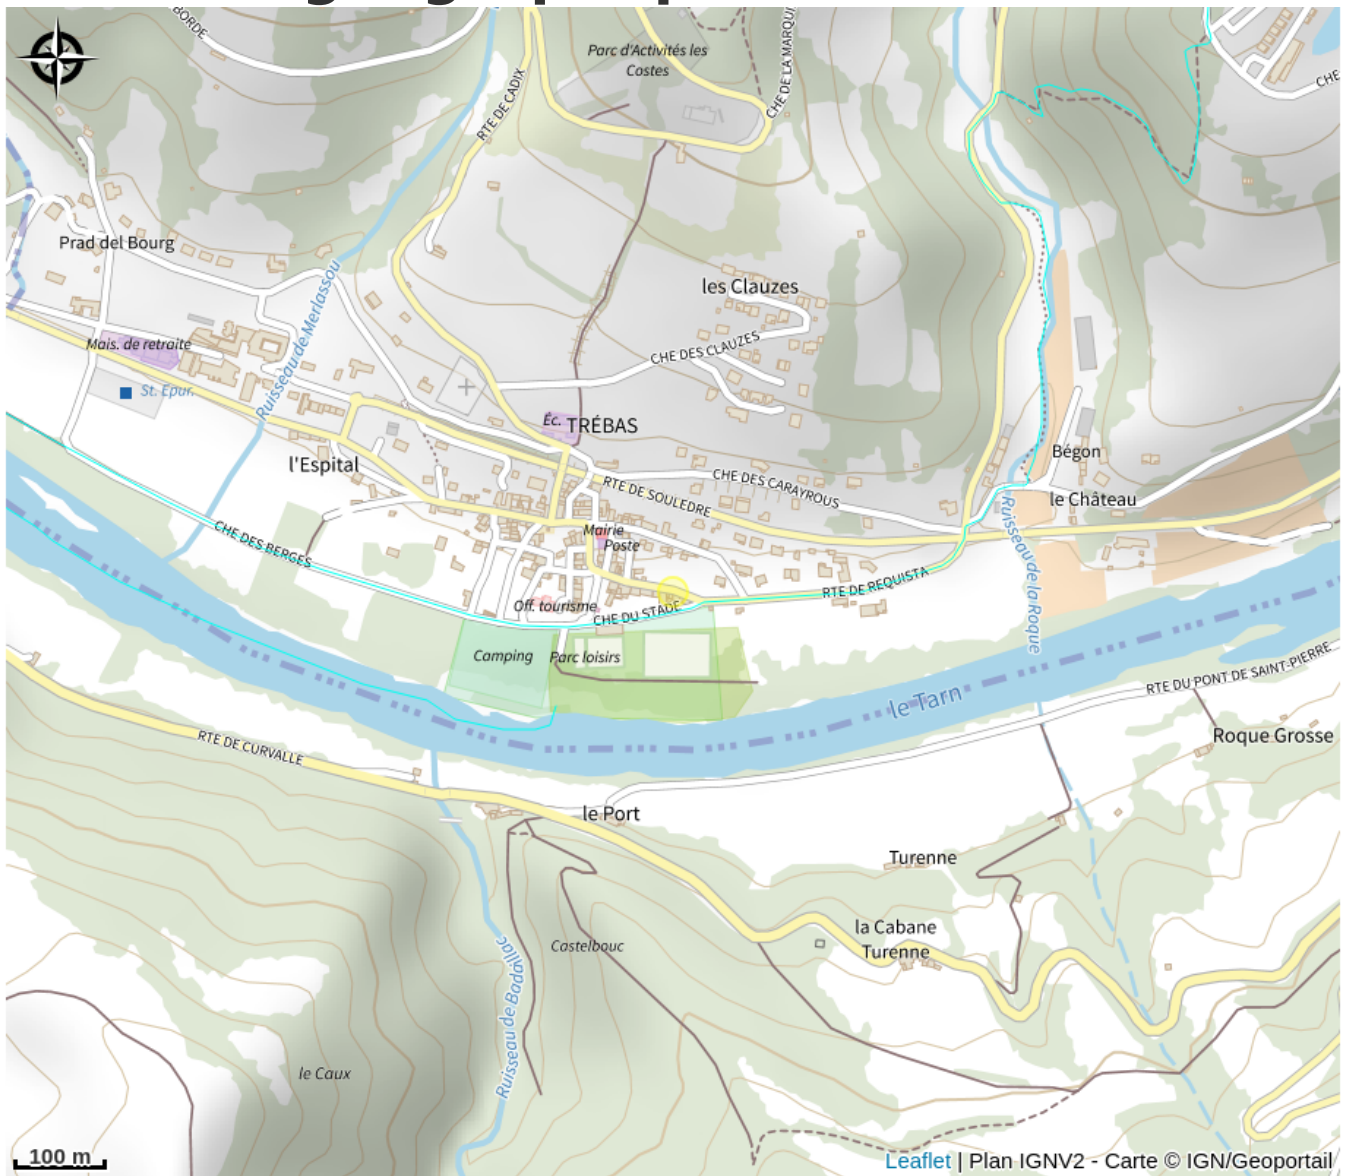 BORDE
Parc d'Activités les
Costes
CHE DE LA MARQUI
CHE
RTE DE CADIX
Prad del Bourg
Ruisseau de Merlassou
les Clauzes
CHE DES CLAUZES
Mais. de retraite
St. Epur.
Éc.
TRÉBAS
l'Espital
CHE DES CARAYROUS
RTE DE SOULEDRE
Bégon
le Château
Mairie
Poste
CHE DES BERGES
Ruisseau de la Roque
RTE DE REQUISTA
Off. tourisme
CHE DU STADE
Camping
Parc loisirs
le Tarn
RTE DU PONT DE SAINT-PIERRE
RTE DE CURVALLE
Roque Grosse
le Port
Turenne
la Cabane
Turenne
Castelbouc
Ruisseau de Badaillac
le Caux
100 m
Leaflet | Plan IGNV2 - Carte © IGN/Geoportail